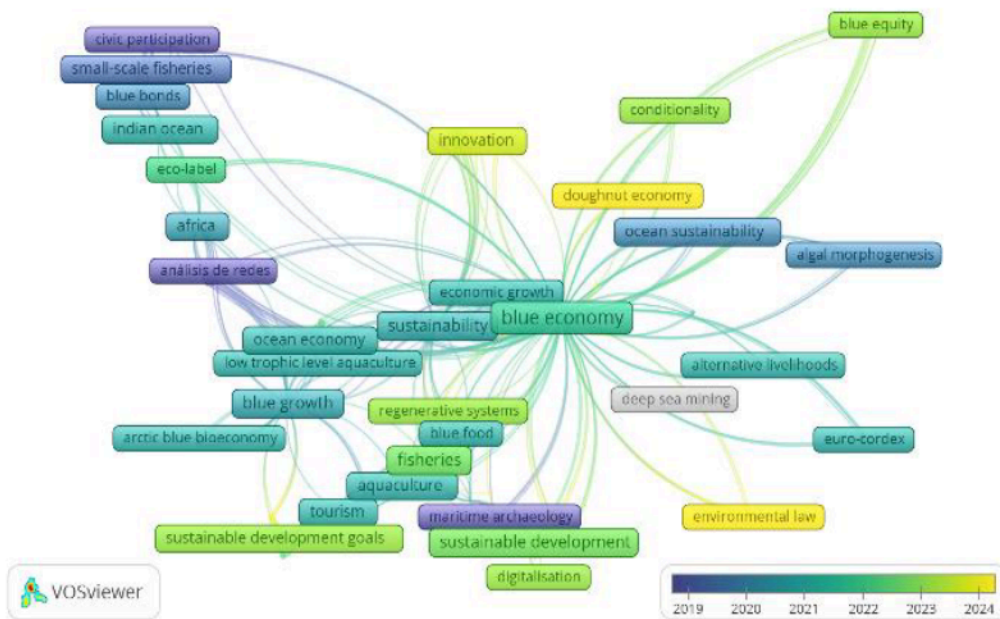 blue equity
civic participation
small-scale fisheries
blue bonds
conditionality
indian ocean
innovation
eco-label
doughnut economy
africa
ocean sustainability
algal morphogenesis
análisis de redes
economic growth
blue economy
sustainability
ocean economy
low trophic level aquaculture
alternative livelihoods
blue growth
deep sea mining
regenerative systems
arctic blue bioeconomy
blue food
euro-cordex
fisheries
aquaculture
tourism
maritime archaeology
environmental law
sustainable development goals
sustainable development
digitalisation
VOSviewer
2019 2020 2021 2022 2023 2024